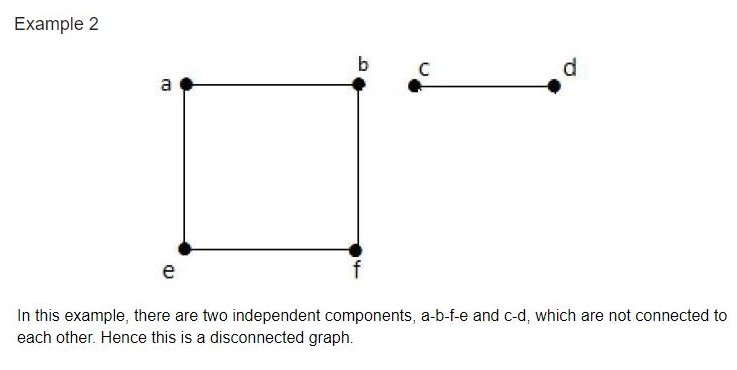 Example 2
a
b
c
d
e
f
In this example, there are two independent components, a-b-f-e and c-d, which are not connected to
each other. Hence this is a disconnected graph.